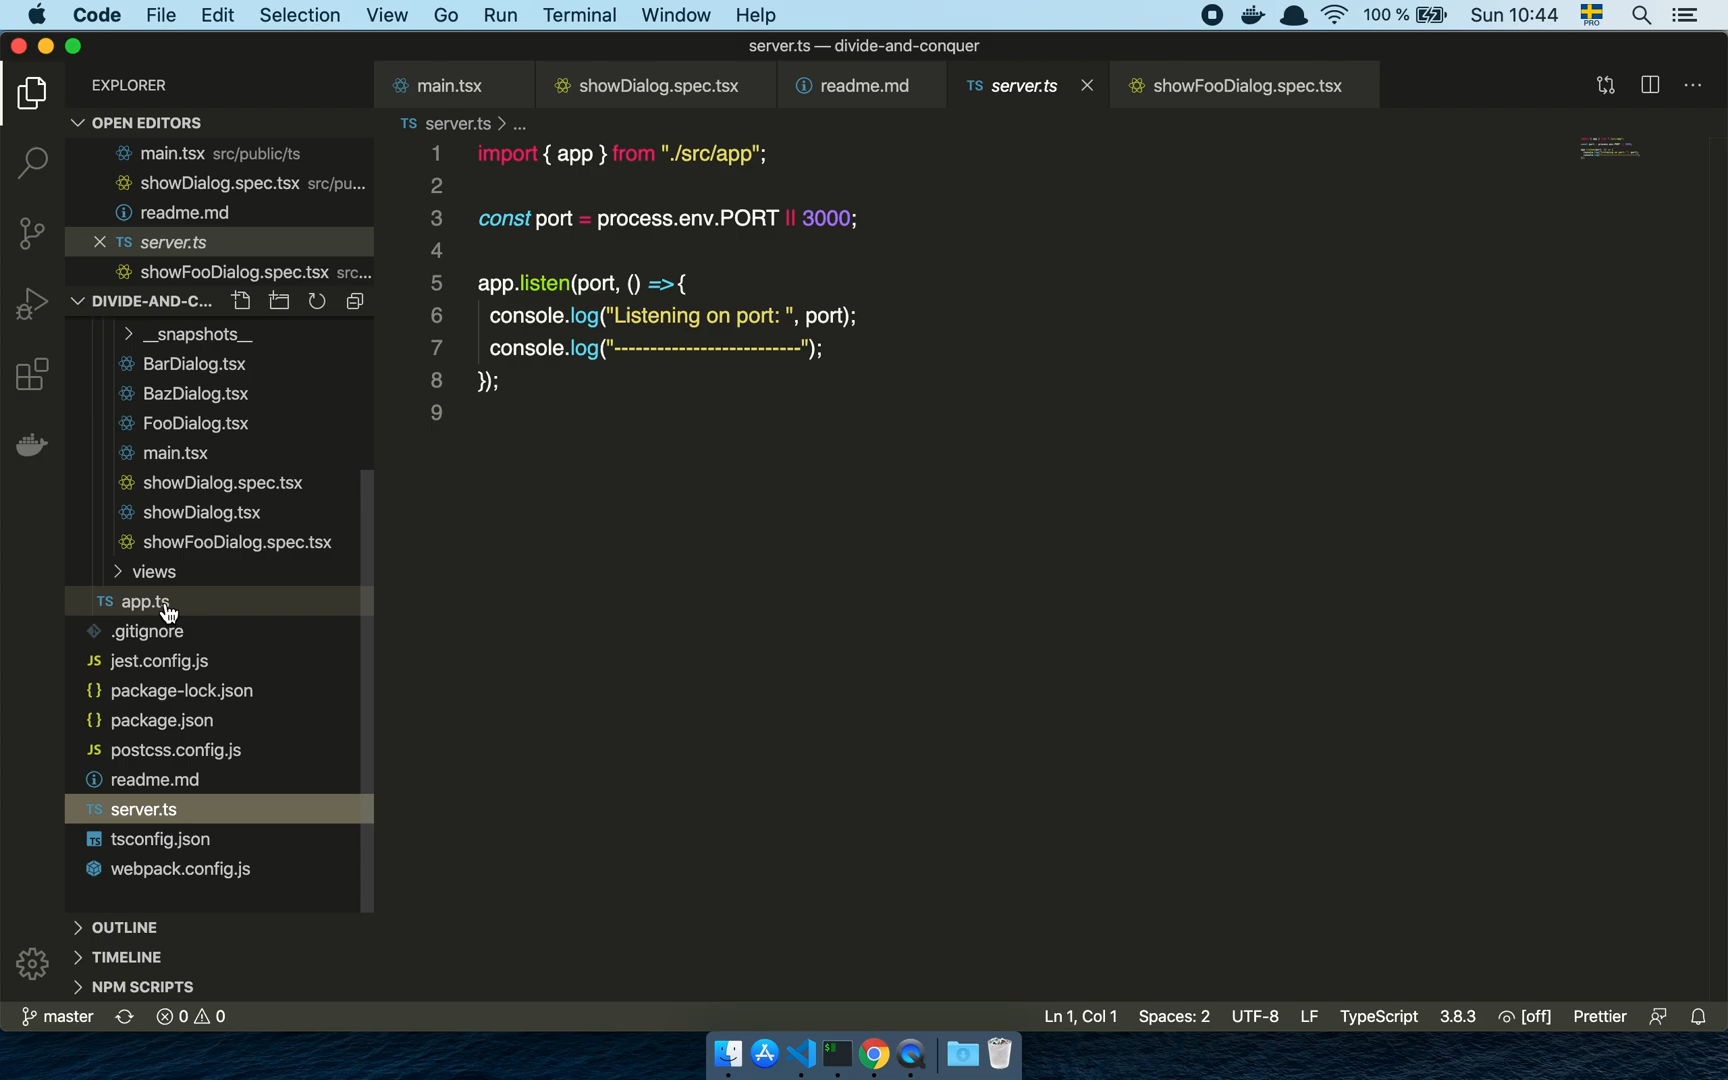 Code File Edit Selection View Go Run Terminal Window Help 100 % Sun 10:44 PRO
server.ts — divide-and-conquer
EXPLORER
main.tsx showDialog.spec.tsx readme.md TS server.ts showFooDialog.spec.tsx
OPEN EDITORS
main.tsx src/public/ts
showDialog.spec.tsx src/pu...
readme.md
TS server.ts
showFooDialog.spec.tsx src...
DIVIDE-AND-C...
__snapshots__
BarDialog.tsx
BazDialog.tsx
FooDialog.tsx
main.tsx
showDialog.spec.tsx
showDialog.tsx
showFooDialog.spec.tsx
views
TS app.ts
.gitignore
JS jest.config.js
{} package-lock.json
{} package.json
JS postcss.config.js
readme.md
TS server.ts
TS tsconfig.json
webpack.config.js
OUTLINE
TIMELINE
NPM SCRIPTS
TS server.ts > ...
1 import { app } from "./src/app";
2
3 const port = process.env.PORT || 3000;
4
5 app.listen(port, () => {
6 console.log("Listening on port: ", port);
7 console.log("--------------------------");
8 });
9
master 0 0 Ln 1, Col 1 Spaces: 2 UTF-8 LF TypeScript 3.8.3 [off] Prettier